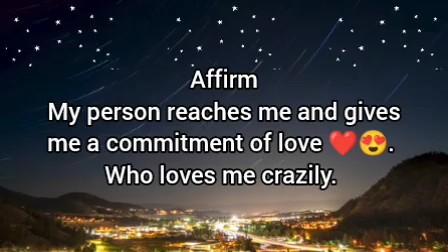 Affirm
My person reaches me and gives
me a commitment of love ❤️😍.
Who loves me crazily.